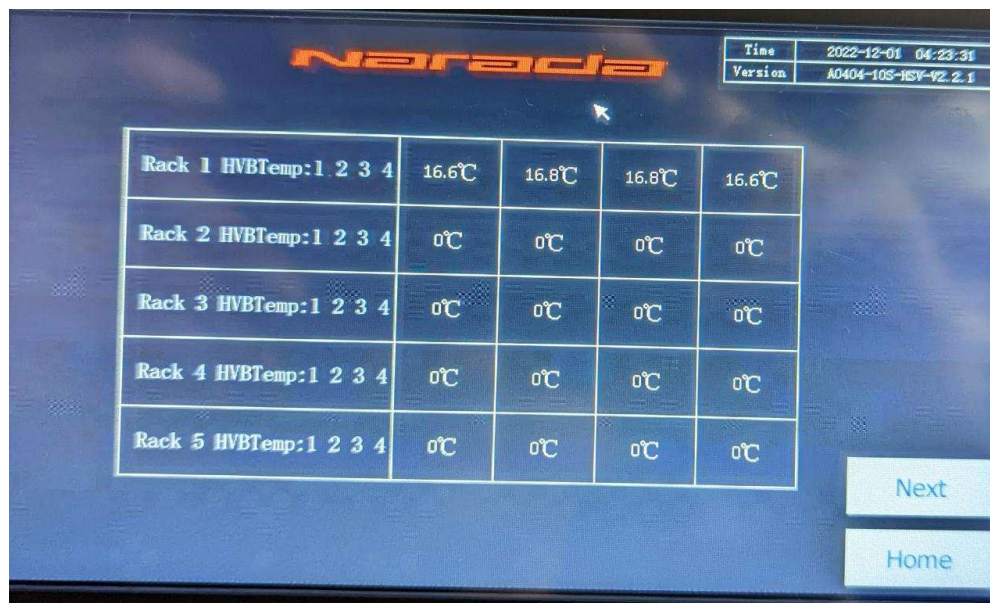 Narada
Time 2022-12-01 04:23:31
Version A0404-10S-HSV-V2.2.1
Rack 1 HVBTemp:1 2 3 4 16.6℃ 16.8℃ 16.8℃ 16.6℃
Rack 2 HVBTemp:1 2 3 4 0℃ 0℃ 0℃ 0℃
Rack 3 HVBTemp:1 2 3 4 0℃ 0℃ 0℃ 0℃
Rack 4 HVBTemp:1 2 3 4 0℃ 0℃ 0℃ 0℃
Rack 5 HVBTemp:1 2 3 4 0℃ 0℃ 0℃ 0℃
Next
Home